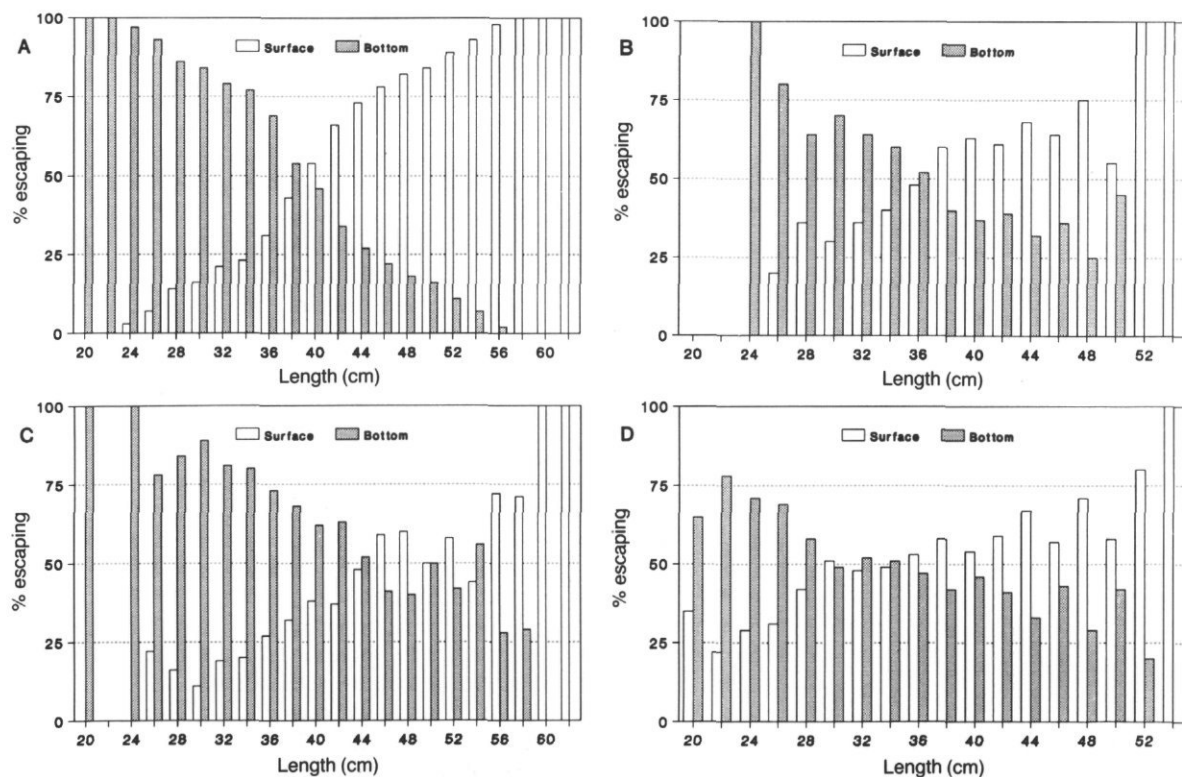 A
Surface Bottom
% escaping
100
75
50
25
0
20 24 28 32 36 40 44 48 52 56 60
Length (cm)
B
Surface Bottom
% escaping
100
75
50
25
0
20 24 28 32 36 40 44 48 52
Length (cm)
C
Surface Bottom
% escaping
100
75
50
25
0
20 24 28 32 36 40 44 48 52 56 60
Length (cm)
D
Surface Bottom
% escaping
100
75
50
25
0
20 24 28 32 36 40 44 48 52
Length (cm)